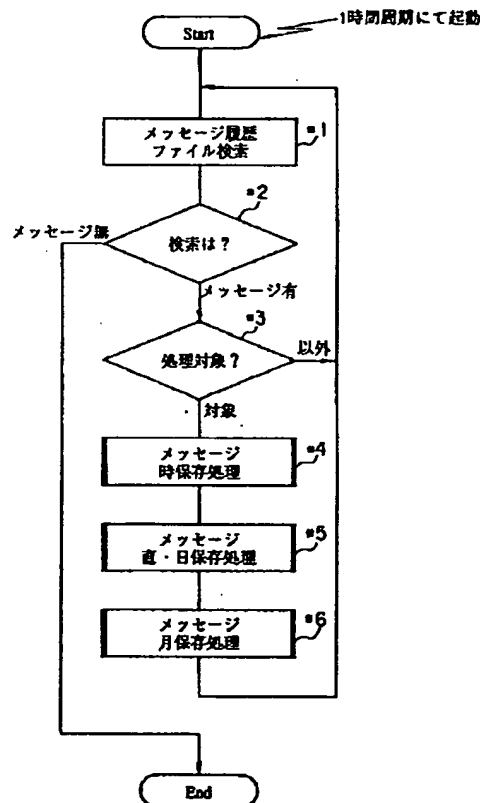 1時間周期にて起動
Start
*1
メッセージ履歴
ファイル検索
*2
メッセージ無
検索は?
メッセージ有
*3
処理対象?
以外
対象
*4
メッセージ
時保存処理
*5
メッセージ
直・日保存処理
*6
メッセージ
月保存処理
End